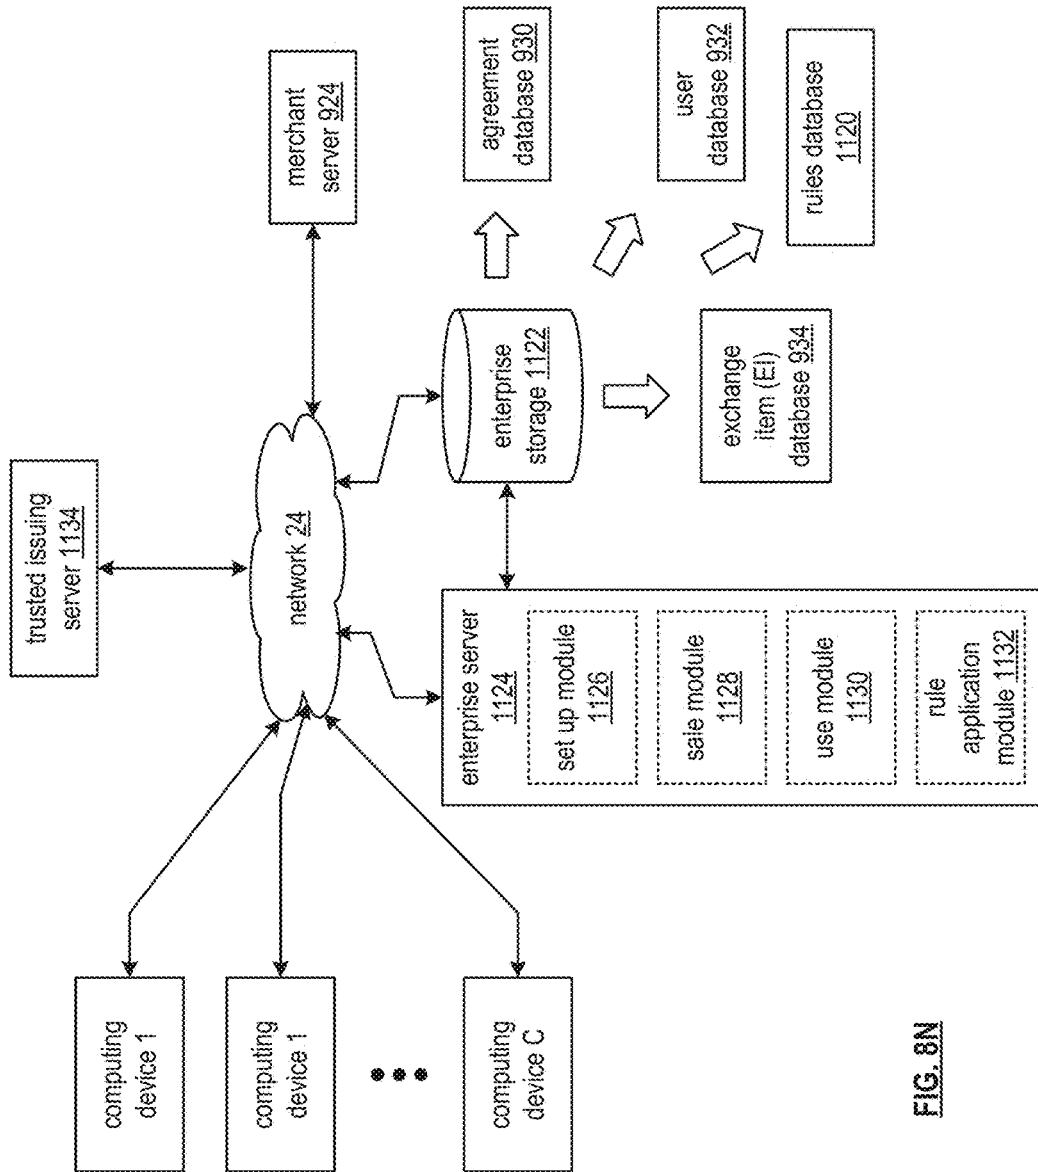 trusted issuing
server 1134
computing
device 1
computing
device 1
computing
device C
network 24
merchant
server 924
enterprise server
1124
set up module
1126
sale module
1128
use module
1130
rule
application
module 1132
enterprise
storage 1122
agreement
database 930
user
database 932
rules database
1120
exchange
item (EI)
database 934
FIG. 8N